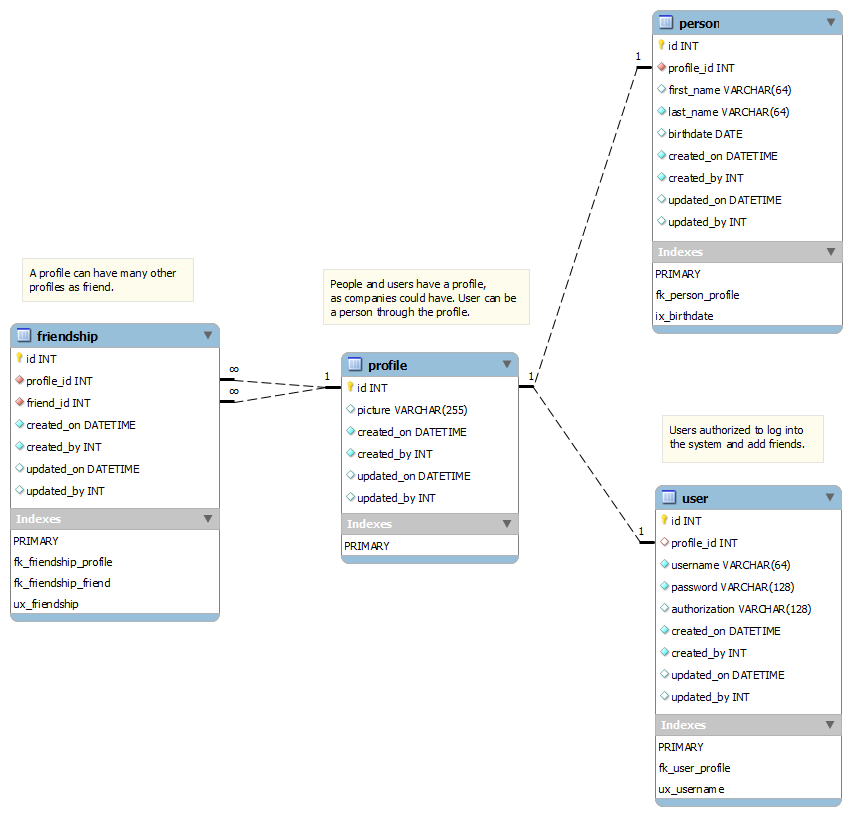 person
id INT
profile_id INT
first_name VARCHAR(64)
last_name VARCHAR(64)
birthdate DATE
created_on DATETIME
created_by INT
updated_on DATETIME
updated_by INT
Indexes
PRIMARY
fk_person_profile
ix_birthdate
1
A profile can have many other
profiles as friend.
friendship
id INT
profile_id INT
friend_id INT
created_on DATETIME
created_by INT
updated_on DATETIME
updated_by INT
Indexes
PRIMARY
fk_friendship_profile
fk_friendship_friend
ux_friendship
∞
∞
1
People and users have a profile,
as companies could have. User can be
a person through the profile.
profile
id INT
picture VARCHAR(255)
created_on DATETIME
created_by INT
updated_on DATETIME
updated_by INT
Indexes
PRIMARY
1
Users authorized to log into
the system and add friends.
1
user
id INT
profile_id INT
username VARCHAR(64)
password VARCHAR(128)
authorization VARCHAR(128)
created_on DATETIME
created_by INT
updated_on DATETIME
updated_by INT
Indexes
PRIMARY
fk_user_profile
ux_username